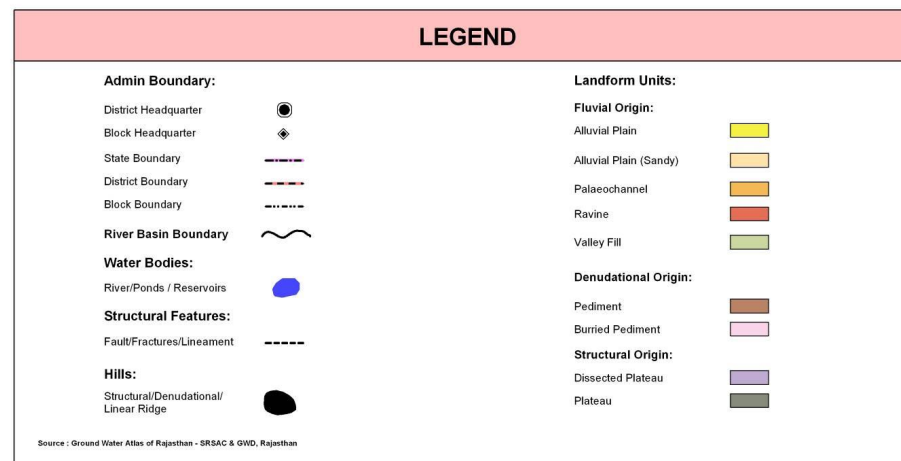 LEGEND
Admin Boundary:
District Headquarter
Block Headquarter
State Boundary
District Boundary
Block Boundary
River Basin Boundary
Water Bodies:
River/Ponds / Reservoirs
Structural Features:
Fault/Fractures/Lineament
Hills:
Structural/Denudational/
Linear Ridge
Landform Units:
Fluvial Origin:
Alluvial Plain
Alluvial Plain (Sandy)
Palaeochannel
Ravine
Valley Fill
Denudational Origin:
Pediment
Burried Pediment
Structural Origin:
Dissected Plateau
Plateau
Source : Ground Water Atlas of Rajasthan - SRSAC & GWD, Rajasthan